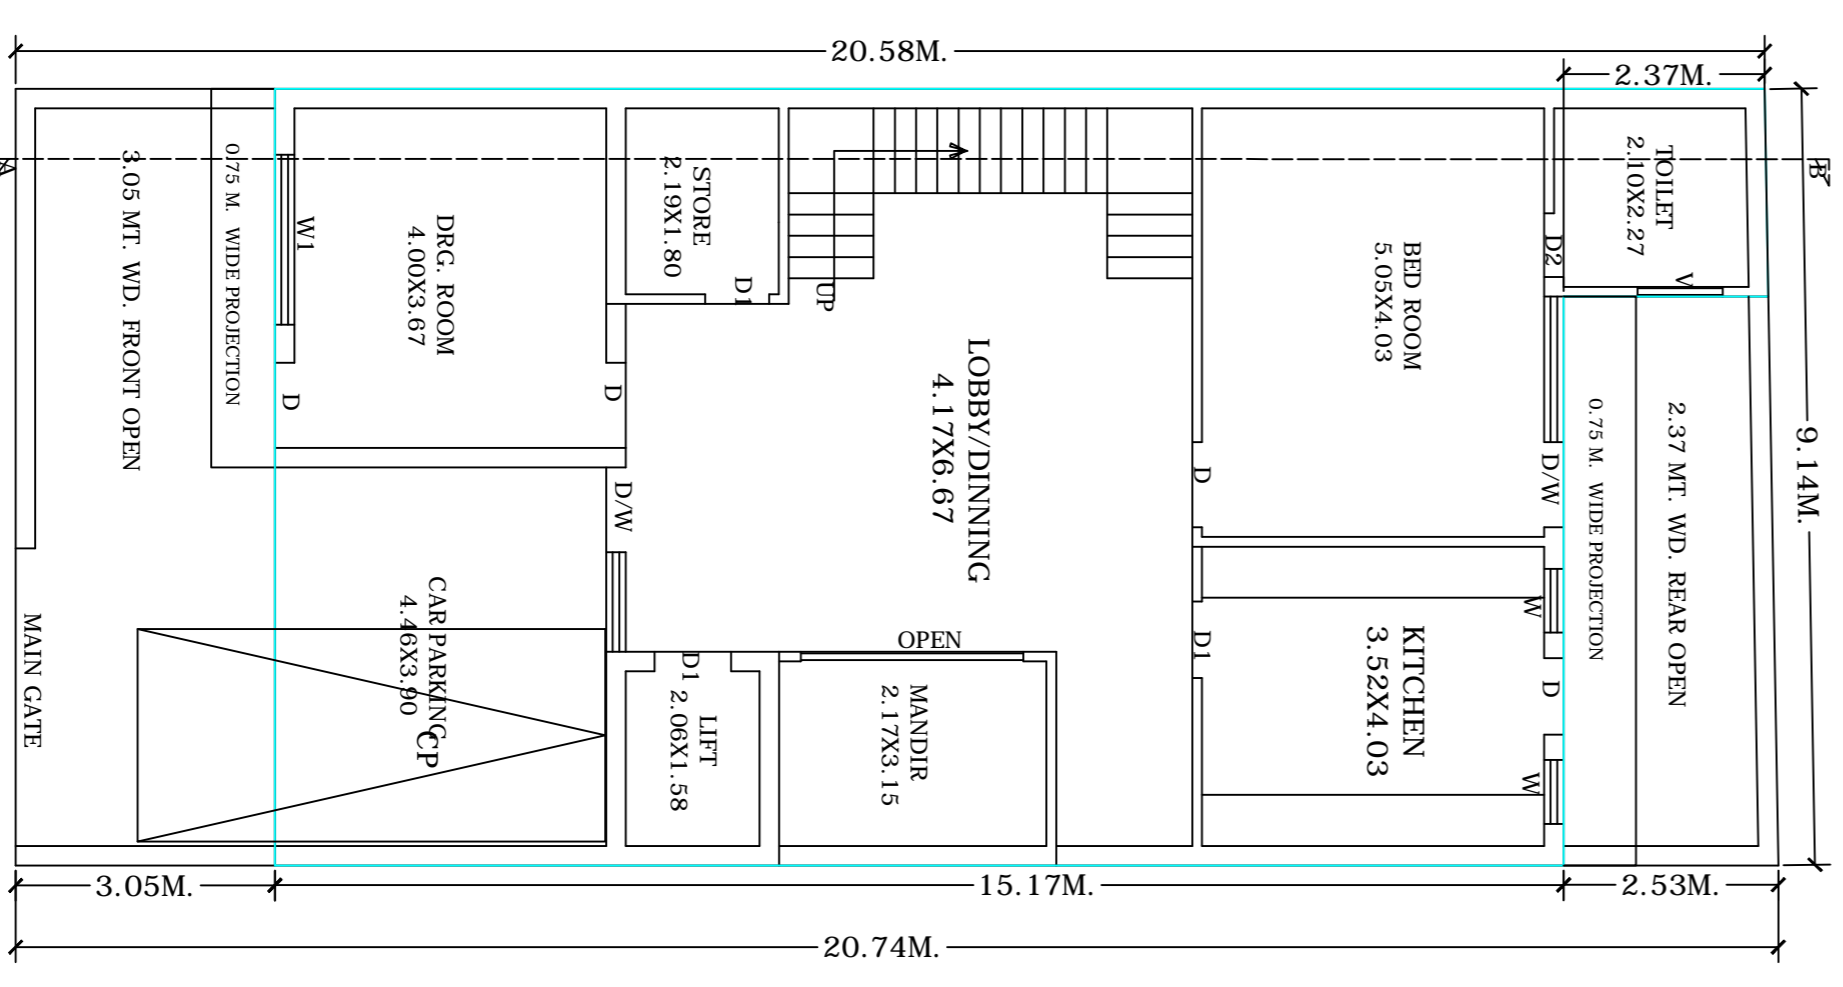 20.58M.
2.37M.
9.14M.
A
B'
3.05 MT. WD. FRONT OPEN
0.75 M. WIDE PROJECTION
W1
D
DRG. ROOM
4.00X3.67
D
STORE
2.19X1.80
D1
UP
LOBBY/DINNING
4.17X6.67
BED ROOM
5.05X4.03
D
D2
TOILET
2.10X2.27
V
D/W
0.75 M. WIDE PROJECTION
2.37 MT. WD. REAR OPEN
MAIN GATE
D/W
CAR PARKING
4.46X3.90
CP
D1
LIFT
2.06X1.58
OPEN
MANDIR
2.17X3.15
D1
KITCHEN
3.52X4.03
W
D
W
3.05M.
15.17M.
2.53M.
20.74M.